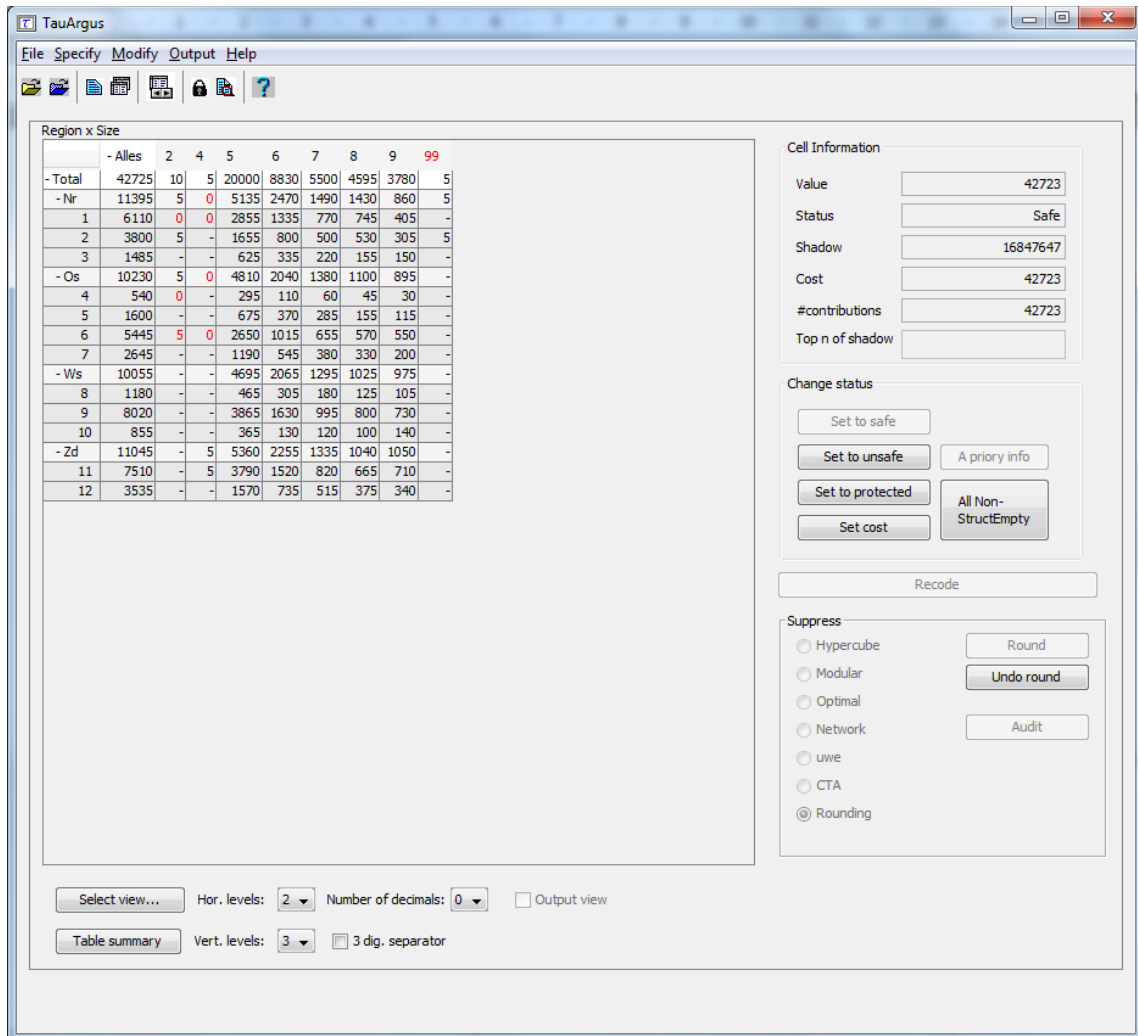 TauArgus
File Specify Modify Output Help
Region x Size
- Alles 2 4 5 6 7 8 9 99
- Total 42725 10 5 20000 8830 5500 4595 3780 5
- Nr 11395 5 0 5135 2470 1490 1430 860 5
1 6110 0 0 2855 1335 770 745 405 -
2 3800 5 - 1655 800 500 530 305 5
3 1485 - - 625 335 220 155 150 -
- Os 10230 5 0 4810 2040 1380 1100 895 -
4 540 0 - 295 110 60 45 30 -
5 1600 - - 675 370 285 155 115 -
6 5445 5 0 2650 1015 655 570 550 -
7 2645 - - 1190 545 380 330 200 -
- Ws 10055 - - 4695 2065 1295 1025 975 -
8 1180 - - 465 305 180 125 105 -
9 8020 - - 3865 1630 995 800 730 -
10 855 - - 365 130 120 100 140 -
- Zd 11045 - 5 5360 2255 1335 1040 1050 -
11 7510 - 5 3790 1520 820 665 710 -
12 3535 - - 1570 735 515 375 340 -
Cell Information
Value 42723
Status Safe
Shadow 16847647
Cost 42723
#contributions 42723
Top n of shadow
Change status
Set to safe
Set to unsafe A priory info
Set to protected All Non-
StructEmpty
Set cost
Recode
Suppress
Hypercube Round
Modular Undo round
Optimal
Network Audit
uwe
CTA
Rounding
Select view... Hor. levels: 2 Number of decimals: 0 Output view
Table summary Vert. levels: 3 3 dig. separator